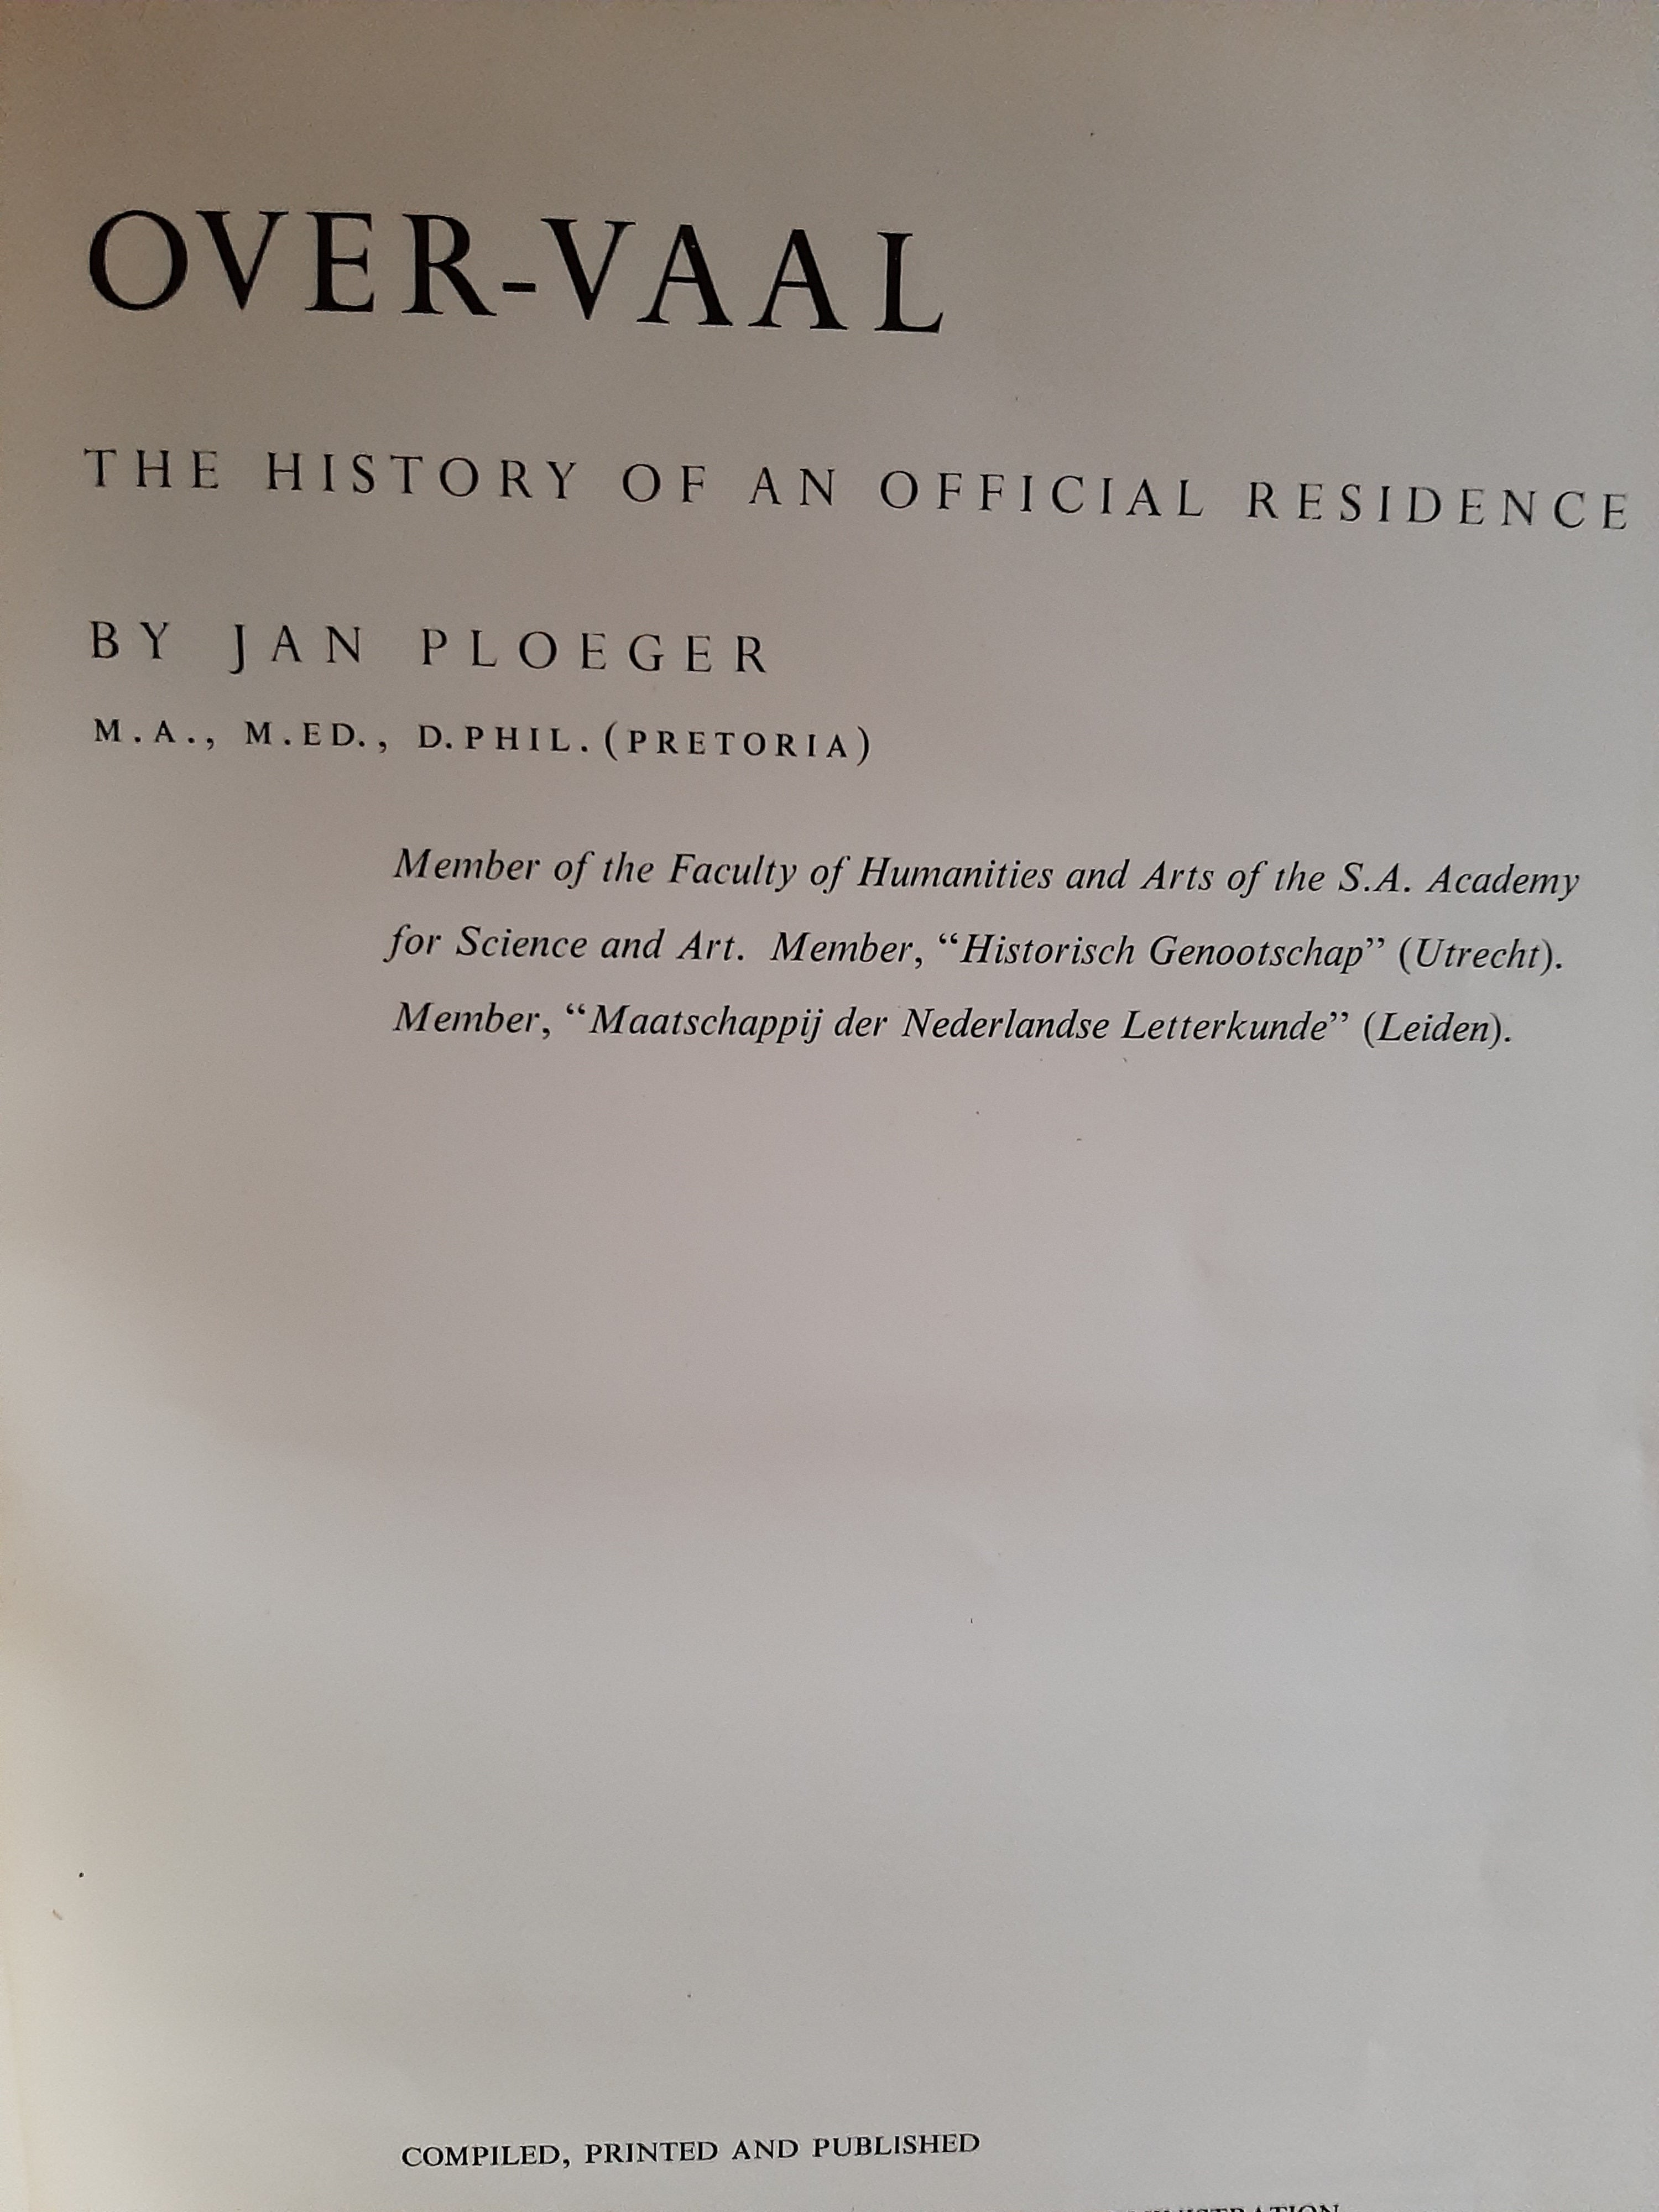 OVER-VAAL
THE HISTORY OF AN OFFICIAL RESIDENCE
BY JAN PLOEGER
M.A., M.ED., D.PHIL. (PRETORIA)
Member of the Faculty of Humanities and Arts of the S.A. Academy
for Science and Art. Member, “Historisch Genootschap” (Utrecht).
Member, “Maatschappij der Nederlandse Letterkunde” (Leiden).
COMPILED, PRINTED AND PUBLISHED